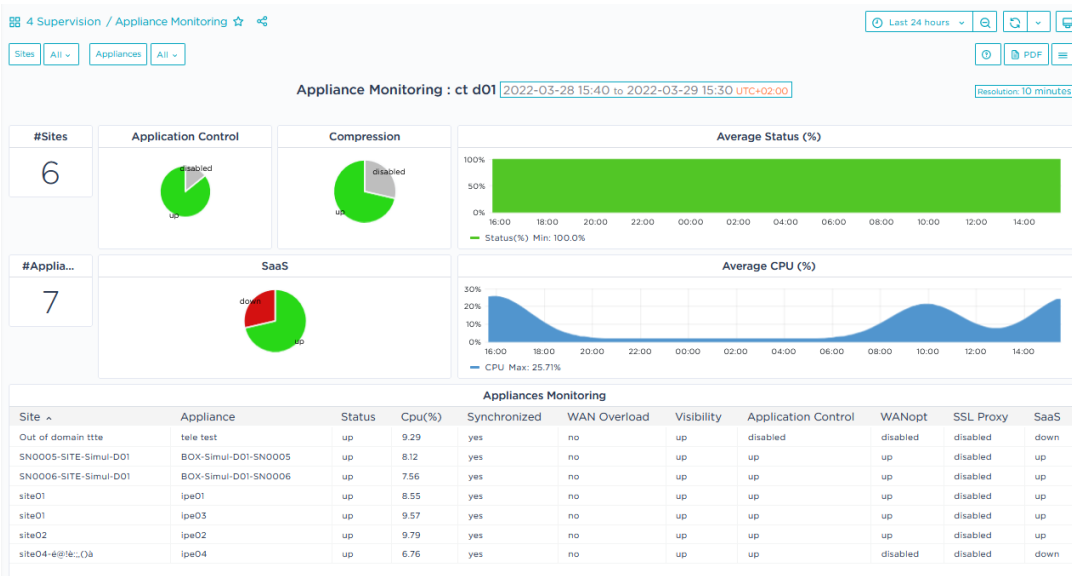 4 Supervision / Appliance Monitoring
Last 24 hours
Sites All Appliances All
PDF
Appliance Monitoring : ct d01 2022-03-28 15:40 to 2022-03-29 15:30 UTC+02:00
Resolution: 10 minutes
#Sites
6
Application Control
disabled
up
Compression
disabled
up
Average Status (%)
100%
50%
0%
16:00 18:00 20:00 22:00 00:00 02:00 04:00 06:00 08:00 10:00 12:00 14:00
Status(%) Min: 100.0%
#Applia...
7
SaaS
down
up
Average CPU (%)
30%
20%
10%
0%
16:00 18:00 20:00 22:00 00:00 02:00 04:00 06:00 08:00 10:00 12:00 14:00
CPU Max: 25.71%
Appliances Monitoring
Site Appliance Status Cpu(%) Synchronized WAN Overload Visibility Application Control WANopt SSL Proxy SaaS
Out of domain ttte tele test up 9.29 yes no up disabled disabled disabled down
SN0005-SITE-Simul-D01 BOX-Simul-D01-SN0005 up 8.12 yes no up up up disabled up
SN0006-SITE-Simul-D01 BOX-Simul-D01-SN0006 up 7.56 yes no up up up disabled up
site01 ipe01 up 8.55 yes no up up up disabled up
site01 ipe03 up 9.57 yes no up up up disabled up
site02 ipe02 up 9.79 yes no up up up disabled up
site04-é@!è:;,()à ipe04 up 6.76 yes no up up disabled disabled down